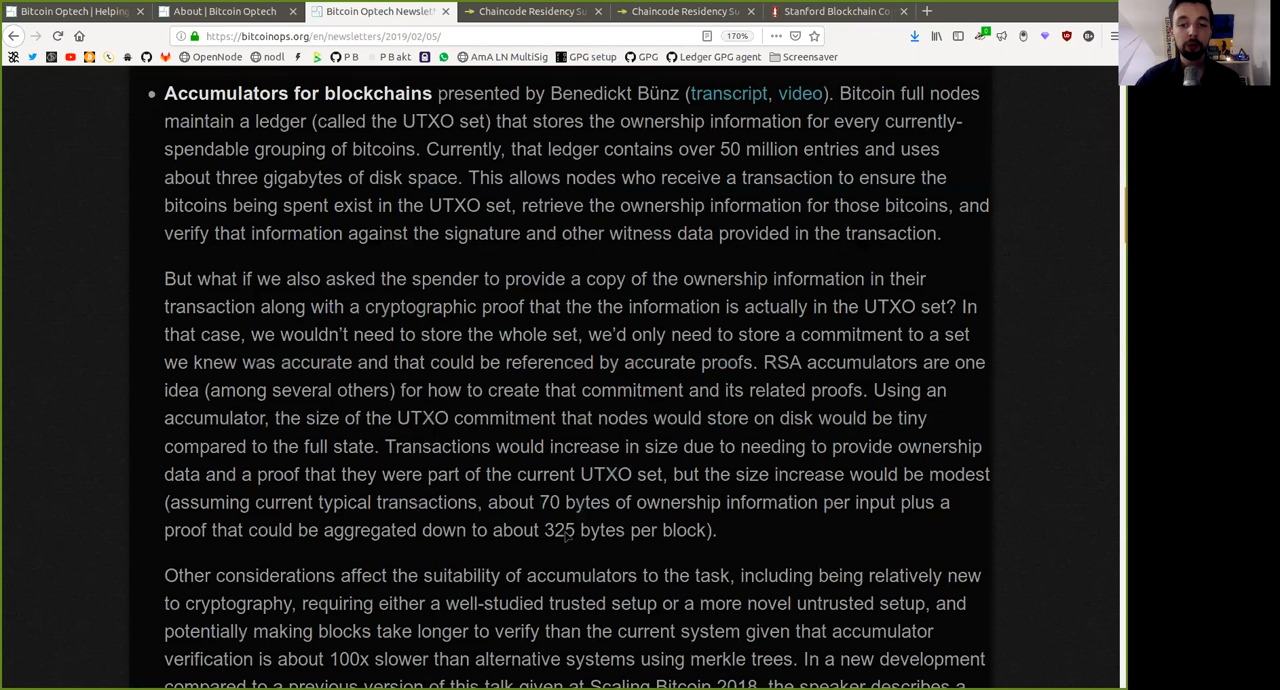 Bitcoin Optech | Helping
About | Bitcoin Optech
Bitcoin Optech Newslet
Chaincode Residency Su
Chaincode Residency Su
Stanford Blockchain Co
https://bitcoinops.org/en/newsletters/2019/02/05/
170%
OpenNode
nodl
P B
P B akt
AmA LN MultiSig
GPG setup
GPG
Ledger GPG agent
Screensaver
Accumulators for blockchains presented by Benedickt Bünz (transcript, video). Bitcoin full nodes
maintain a ledger (called the UTXO set) that stores the ownership information for every currently-
spendable grouping of bitcoins. Currently, that ledger contains over 50 million entries and uses
about three gigabytes of disk space. This allows nodes who receive a transaction to ensure the
bitcoins being spent exist in the UTXO set, retrieve the ownership information for those bitcoins, and
verify that information against the signature and other witness data provided in the transaction.
But what if we also asked the spender to provide a copy of the ownership information in their
transaction along with a cryptographic proof that the the information is actually in the UTXO set? In
that case, we wouldn't need to store the whole set, we'd only need to store a commitment to a set
we knew was accurate and that could be referenced by accurate proofs. RSA accumulators are one
idea (among several others) for how to create that commitment and its related proofs. Using an
accumulator, the size of the UTXO commitment that nodes would store on disk would be tiny
compared to the full state. Transactions would increase in size due to needing to provide ownership
data and a proof that they were part of the current UTXO set, but the size increase would be modest
(assuming current typical transactions, about 70 bytes of ownership information per input plus a
proof that could be aggregated down to about 325 bytes per block).
Other considerations affect the suitability of accumulators to the task, including being relatively new
to cryptography, requiring either a well-studied trusted setup or a more novel untrusted setup, and
potentially making blocks take longer to verify than the current system given that accumulator
verification is about 100x slower than alternative systems using merkle trees. In a new development
compared to a previous version of this talk given at Scaling Bitcoin 2018, the speaker describes a